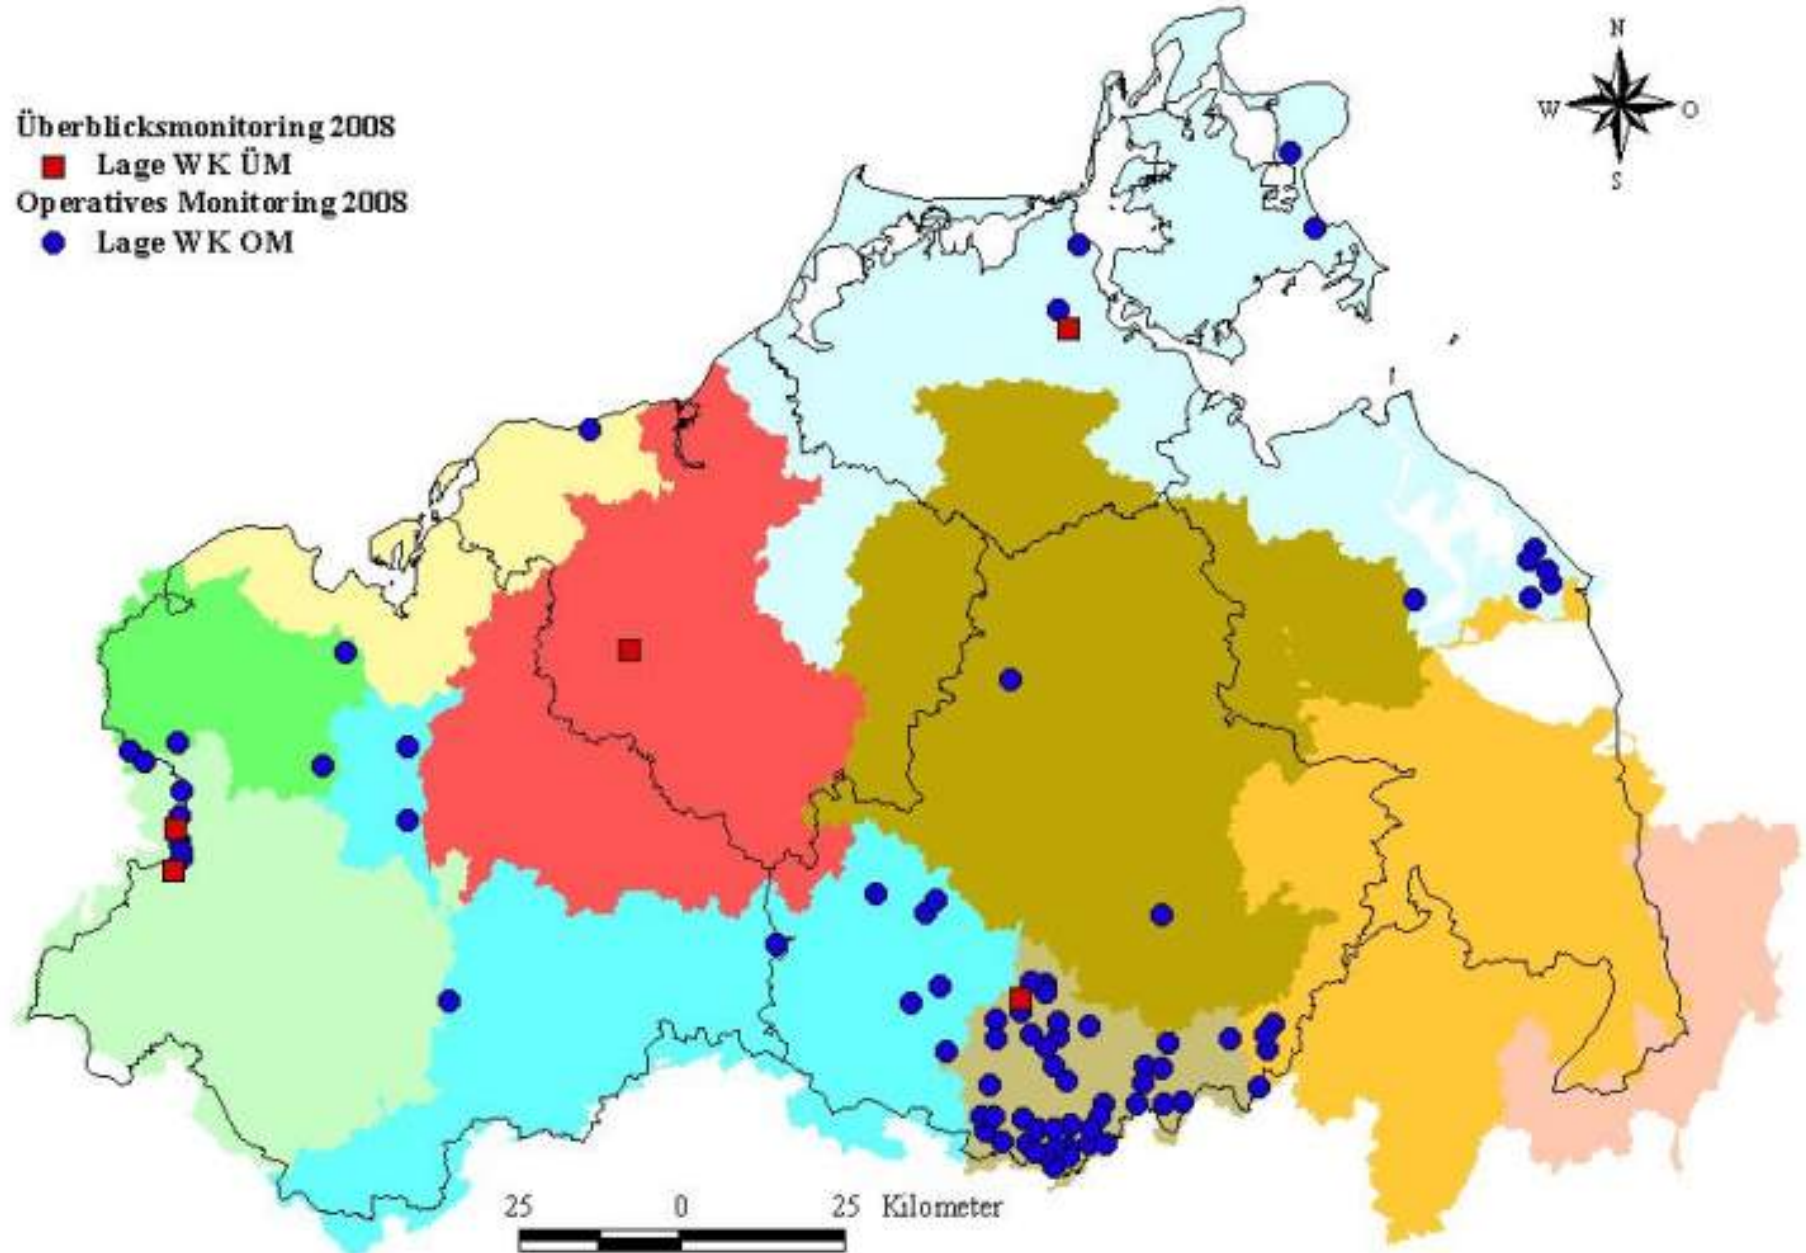 Überblicksmonitoring 2008
Lage WK ÜM
Operatives Monitoring 2008
Lage WK OM
N
W
O
S
25 0 25 Kilometer